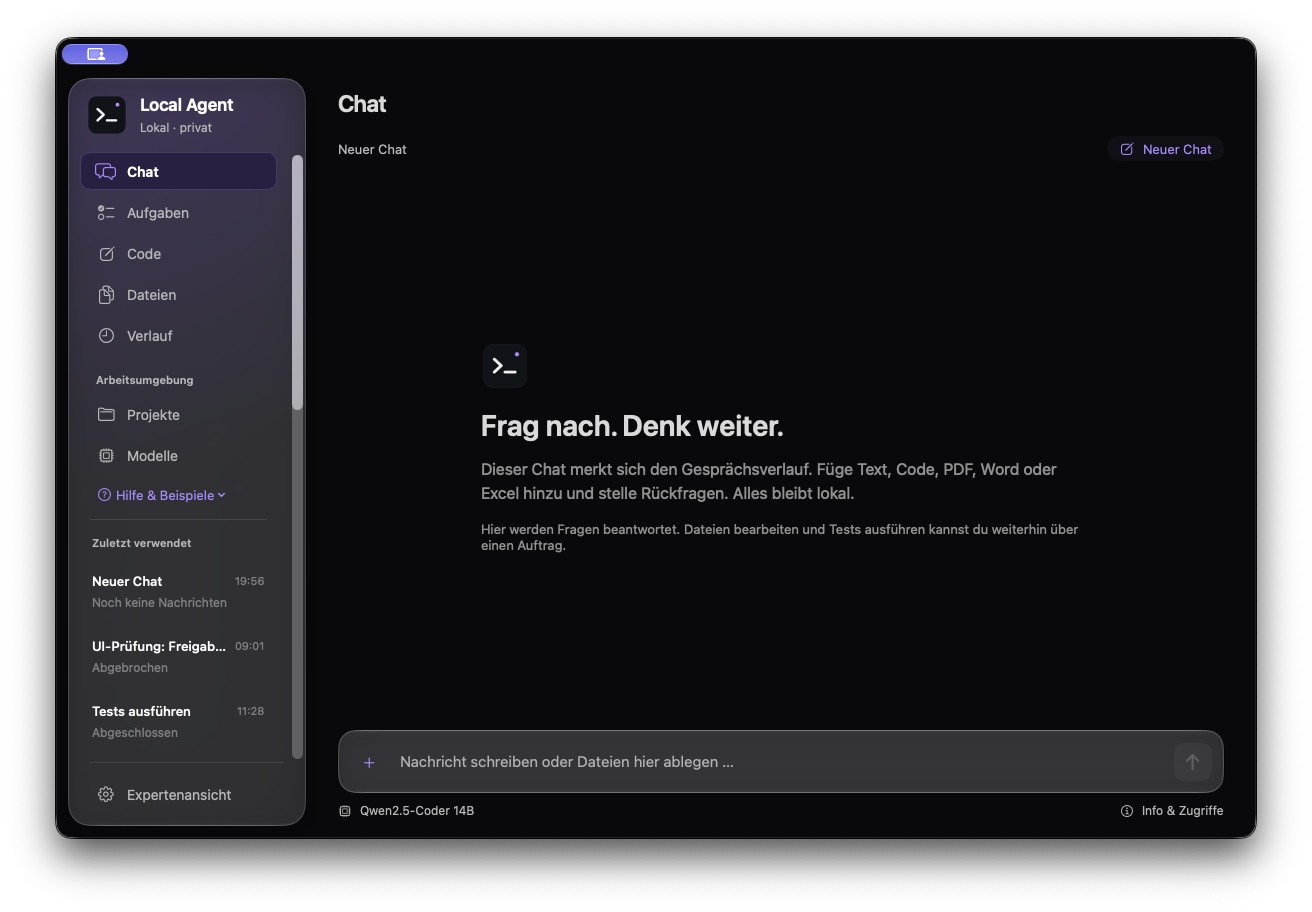 Local Agent
Lokal · privat
Chat
Aufgaben
Code
Dateien
Verlauf
Arbeitsumgebung
Projekte
Modelle
Hilfe & Beispiele
Zuletzt verwendet
Neuer Chat 19:56
Noch keine Nachrichten
UI-Prüfung: Freigab... 09:01
Abgebrochen
Tests ausführen 11:28
Abgeschlossen
Expertenansicht
Chat
Neuer Chat
Neuer Chat
Frag nach. Denk weiter.
Dieser Chat merkt sich den Gesprächsverlauf. Füge Text, Code, PDF, Word oder
Excel hinzu und stelle Rückfragen. Alles bleibt lokal.
Hier werden Fragen beantwortet. Dateien bearbeiten und Tests ausführen kannst du weiterhin über
einen Auftrag.
Nachricht schreiben oder Dateien hier ablegen ...
Qwen2.5-Coder 14B
Info & Zugriffe